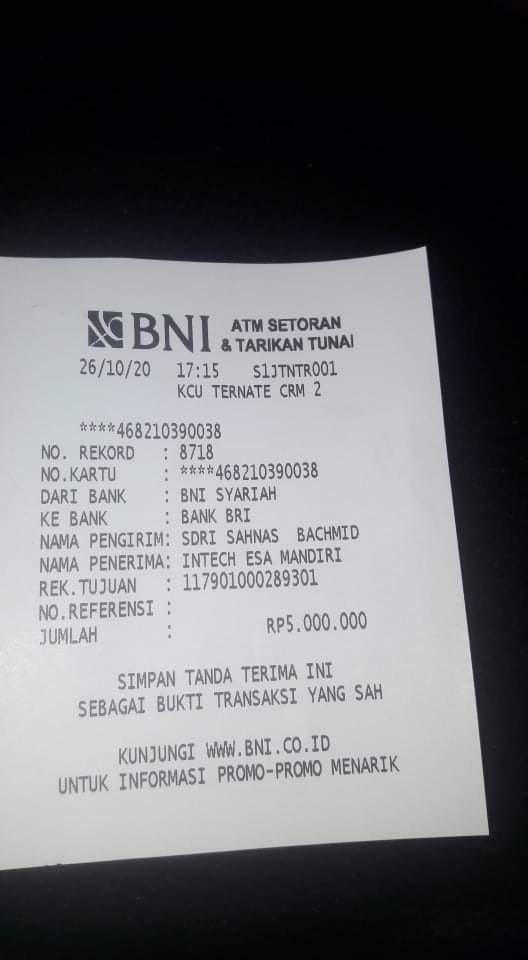 BNI ATM SETORAN
& TARIKAN TUNAI
26/10/20 17:15 S1JTNTR001
KCU TERNATE CRM 2
****468210390038
NO. REKORD : 8718
NO.KARTU : ****468210390038
DARI BANK : BNI SYARIAH
KE BANK : BANK BRI
NAMA PENGIRIM: SDRI SAHNAS BACHMID
NAMA PENERIMA: INTECH ESA MANDIRI
REK.TUJUAN : 117901000289301
NO.REFERENSI :
JUMLAH : RP5.000.000
SIMPAN TANDA TERIMA INI
SEBAGAI BUKTI TRANSAKSI YANG SAH
KUNJUNGI WWW.BNI.CO.ID
UNTUK INFORMASI PROMO-PROMO MENARIK